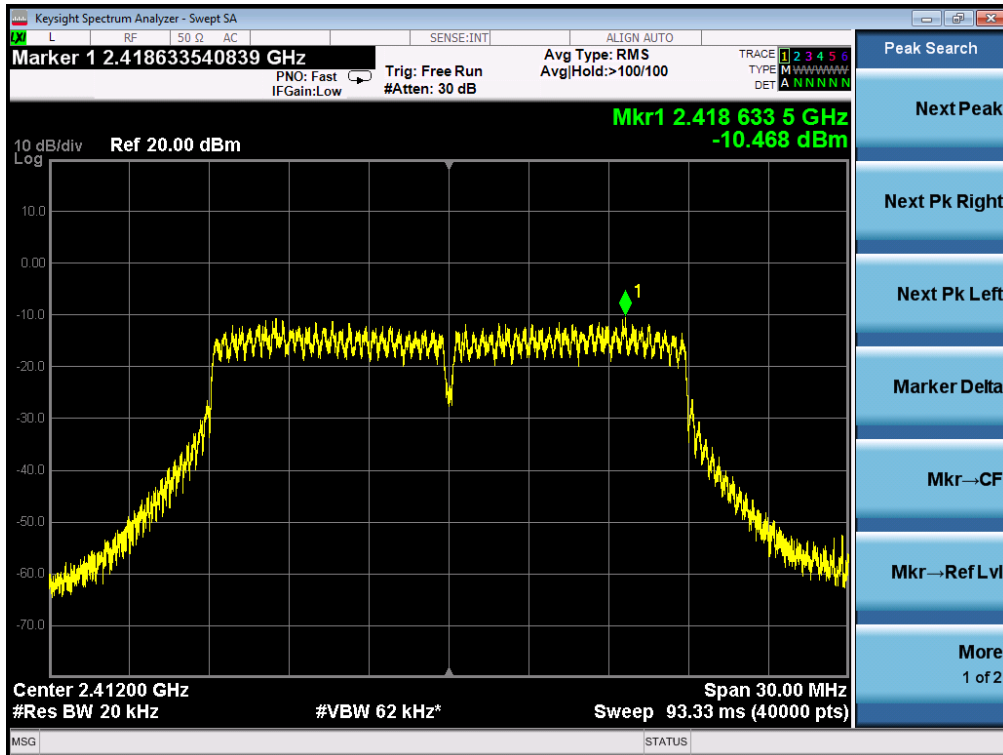 Keysight Spectrum Analyzer - Swept SA
LXI L RF 50 Ω AC SENSE:INT ALIGN AUTO
Marker 1 2.418633540839 GHz
PNO: Fast
IFGain:Low
Trig: Free Run
#Atten: 30 dB
Avg Type: RMS
Avg|Hold:>100/100
TRACE 1 2 3 4 5 6
TYPE M WWWWW
DET A N N N N N
Mkr1 2.418 633 5 GHz
-10.468 dBm
10 dB/div Ref 20.00 dBm
Log
10.0
0.00
-10.0
-20.0
-30.0
-40.0
-50.0
-60.0
-70.0
1
Center 2.41200 GHz Span 30.00 MHz
#Res BW 20 kHz #VBW 62 kHz* Sweep 93.33 ms (40000 pts)
MSG STATUS
Peak Search
Next Peak
Next Pk Right
Next Pk Left
Marker Delta
Mkr→CF
Mkr→Ref Lvl
More
1 of 2